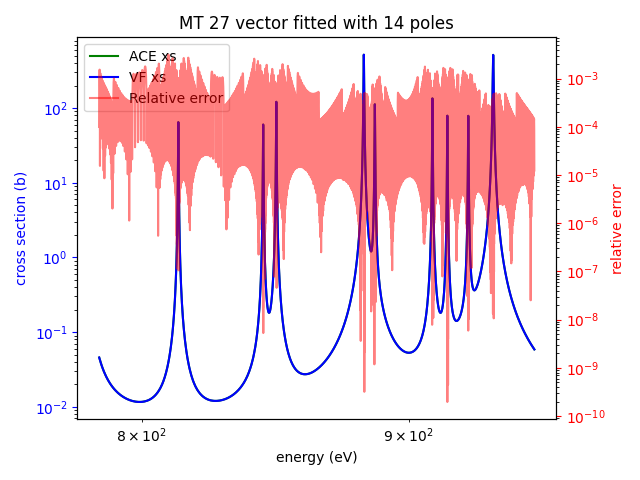 MT 27 vector fitted with 14 poles
ACE xs
VF xs
Relative error
cross section (b)
10²
10¹
10⁰
10⁻¹
10⁻²
10⁻³
10⁻⁴
10⁻⁵
10⁻⁶
10⁻⁷
10⁻⁸
10⁻⁹
10⁻¹⁰
relative error
8 × 10²
9 × 10²
energy (eV)